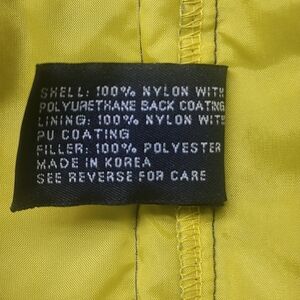 SHELL: 100% NYLON WITH
POLYURETHANE BACK COATING
LINING: 100% NYLON WITH
PU COATING
FILLER: 100% POLYESTER
MADE IN KOREA
SEE REVERSE FOR CARE